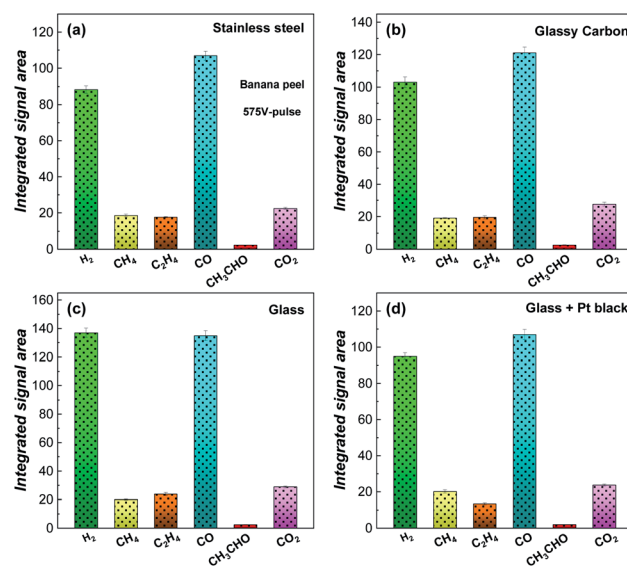 (a)
Stainless steel
Banana peel
575V-pulse
Integrated signal area
120
100
80
60
40
20
0
H₂
CH₄
C₂H₄
CO
CH₃CHO
CO₂
(b)
Glassy Carbon
Integrated signal area
140
120
100
80
60
40
20
0
H₂
CH₄
C₂H₄
CO
CH₃CHO
CO₂
(c)
Glass
Integrated signal area
160
140
120
100
80
60
40
20
0
H₂
CH₄
C₂H₄
CO
CH₃CHO
CO₂
(d)
Glass + Pt black
Integrated signal area
120
100
80
60
40
20
0
H₂
CH₄
C₂H₄
CO
CH₃CHO
CO₂